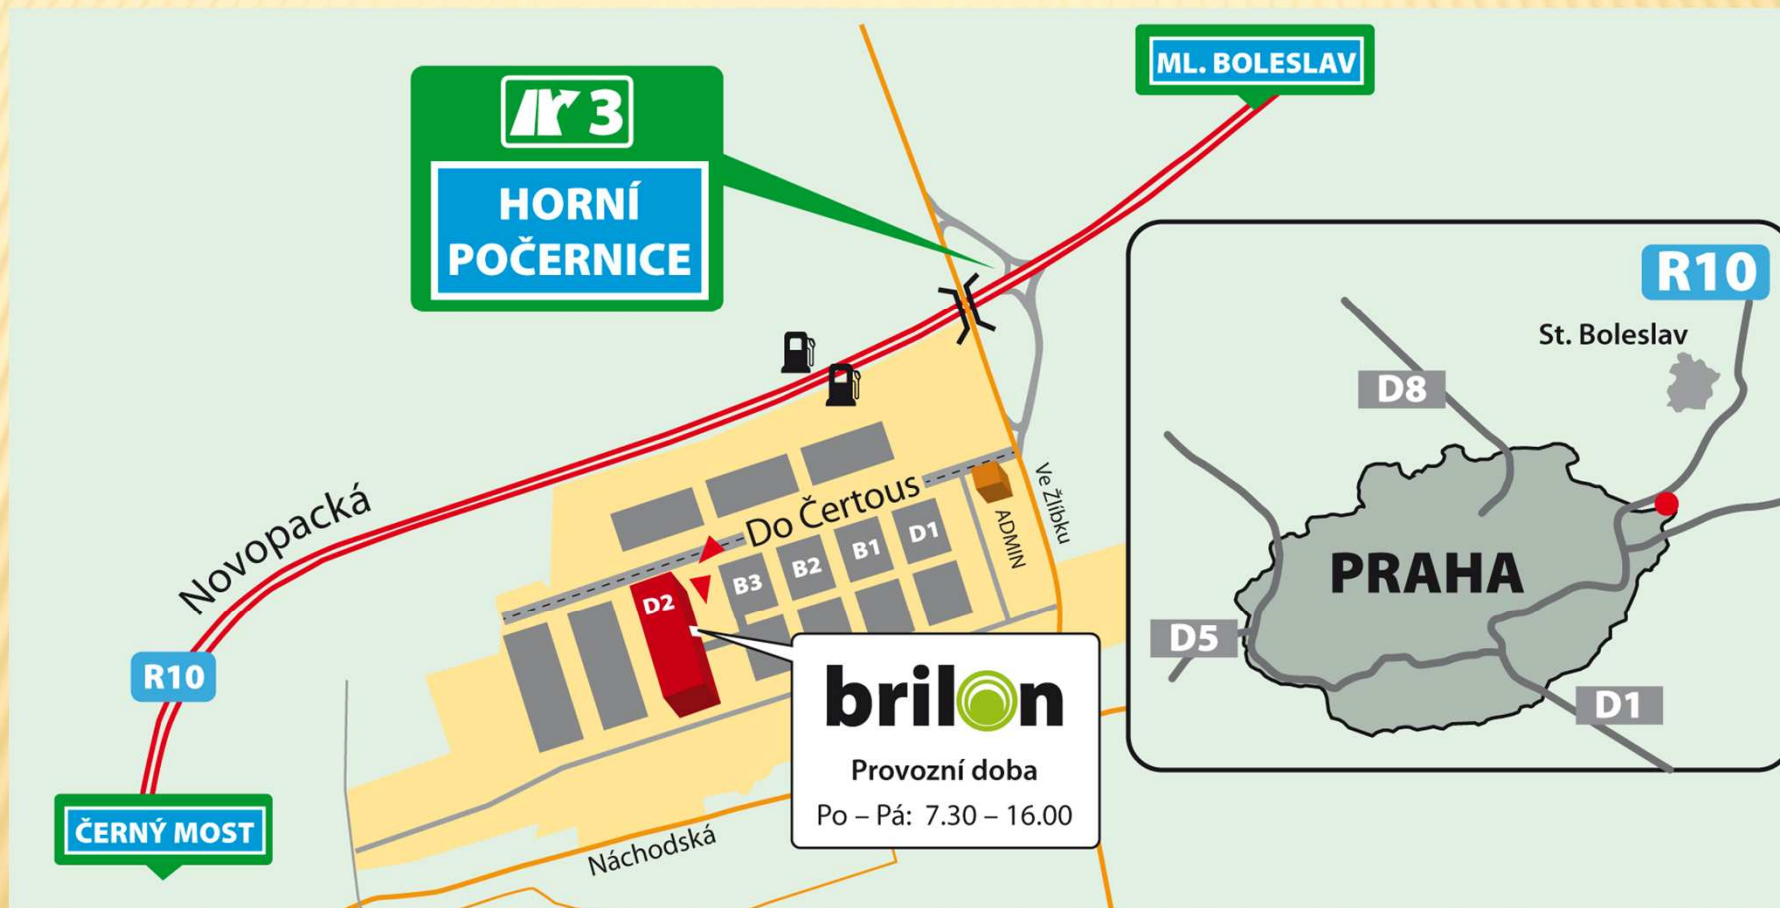 ML. BOLESLAV
3
HORNÍ
POČERNICE
R10
St. Boleslav
D8
PRAHA
D5
D1
Novopacká
Do Čertous
Ve Žlíbku
ADMIN
D1
B1
B2
B3
D2
R10
brilon
Provozní doba
Po – Pá: 7.30 – 16.00
ČERNÝ MOST
Náchodská